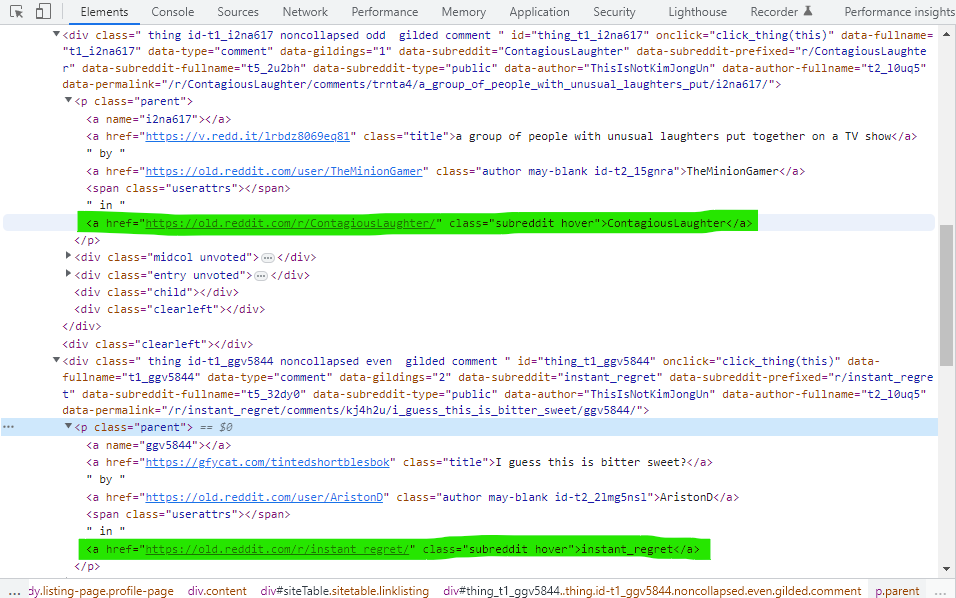 Elements Console Sources Network Performance Memory Application Security Lighthouse Recorder Performance insights
<div class=" thing id-t1_i2na617 noncollapsed odd  gilded comment " id="thing_t1_i2na617" onclick="click_thing(this)" data-fullname=
"t1_i2na617" data-type="comment" data-gildings="1" data-subreddit="ContagiousLaughter" data-subreddit-prefixed="r/ContagiousLaughte
r" data-subreddit-fullname="t5_2u2bh" data-subreddit-type="public" data-author="ThisIsNotKimJongUn" data-author-fullname="t2_l0uq5"
data-permalink="/r/ContagiousLaughter/comments/trnta4/a_group_of_people_with_unusual_laughters_put/i2na617/">
<p class="parent">
<a name="i2na617"></a>
<a href="https://v.redd.it/lrbdz8069eq81" class="title">a group of people with unusual laughters put together on a TV show</a>
" by "
<a href="https://old.reddit.com/user/TheMinionGamer" class="author may-blank id-t2_15gnra">TheMinionGamer</a>
<span class="userattrs"></span>
" in "
<a href="https://old.reddit.com/r/ContagiousLaughter/" class="subreddit hover">ContagiousLaughter</a>
</p>
<div class="midcol unvoted">…</div>
<div class="entry unvoted">…</div>
<div class="child"></div>
<div class="clearleft"></div>
</div>
<div class="clearleft"></div>
<div class=" thing id-t1_ggv5844 noncollapsed even  gilded comment " id="thing_t1_ggv5844" onclick="click_thing(this)" data-
fullname="t1_ggv5844" data-type="comment" data-gildings="2" data-subreddit="instant_regret" data-subreddit-prefixed="r/instant_regre
t" data-subreddit-fullname="t5_32dy0" data-subreddit-type="public" data-author="ThisIsNotKimJongUn" data-author-fullname="t2_l0uq5"
data-permalink="/r/instant_regret/comments/kj4h2u/i_guess_this_is_bitter_sweet/ggv5844/">
… <p class="parent"> == $0
<a name="ggv5844"></a>
<a href="https://gfycat.com/tintedshortblesbok" class="title">I guess this is bitter sweet?</a>
" by "
<a href="https://old.reddit.com/user/AristonD" class="author may-blank id-t2_2lmg5nsl">AristonD</a>
<span class="userattrs"></span>
" in "
<a href="https://old.reddit.com/r/instant_regret/" class="subreddit hover">instant_regret</a>
</p>
… dy.listing-page.profile-page div.content div#siteTable.sitetable.linklisting div#thing_t1_ggv5844..thing.id-t1_ggv5844.noncollapsed.even.gilded.comment p.parent …